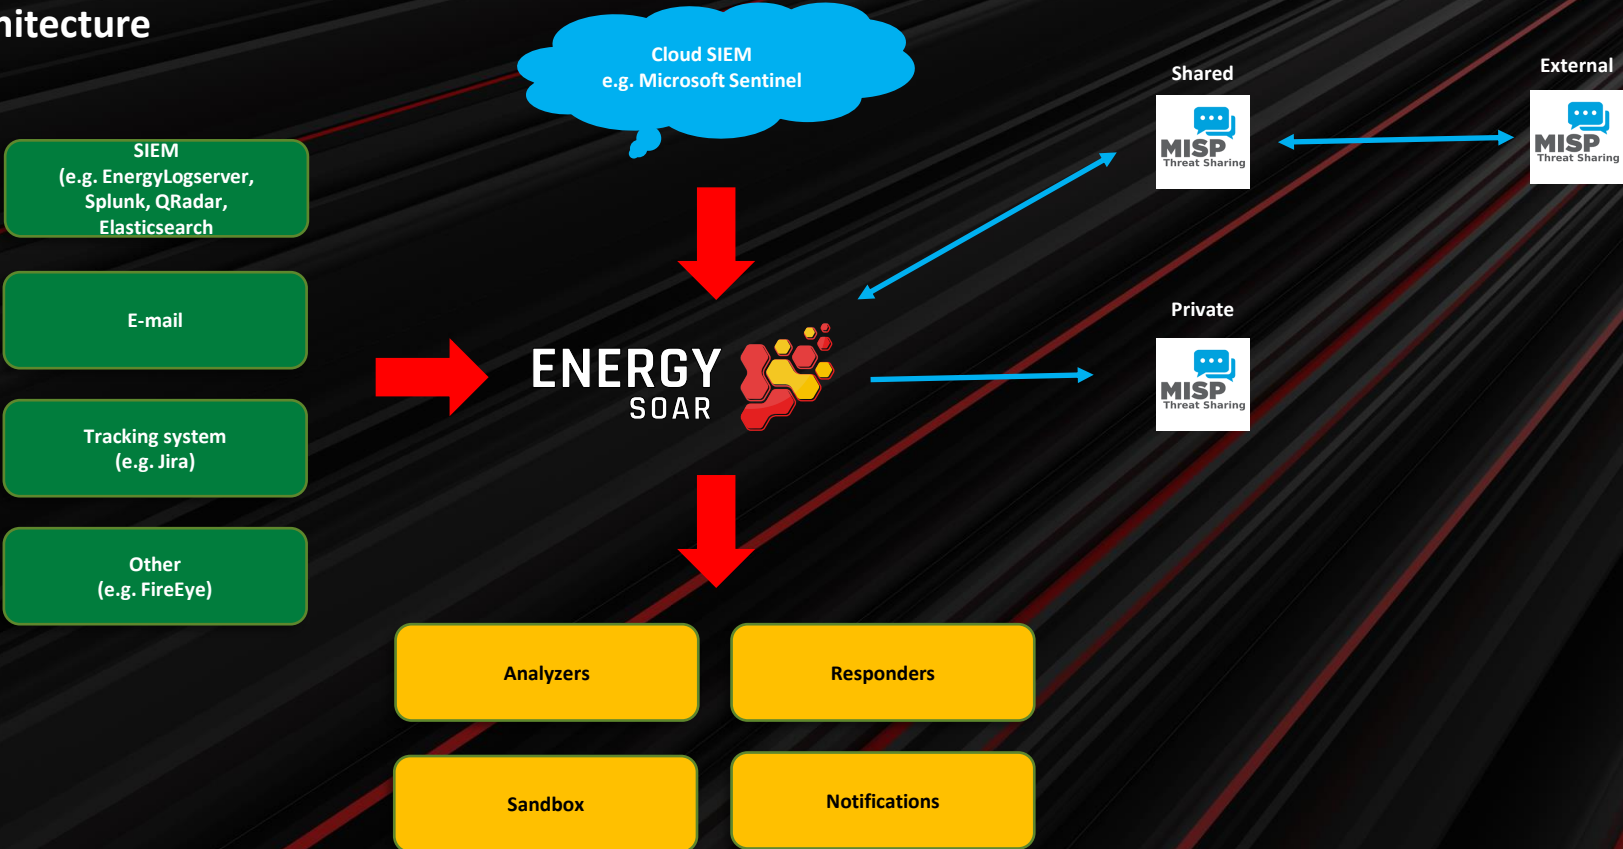 hitecture
Cloud SIEM
e.g. Microsoft Sentinel
Shared
External
MISP
Threat Sharing
MISP
Threat Sharing
SIEM
(e.g. EnergyLogserver,
Splunk, QRadar,
Elasticsearch
E-mail
Tracking system
(e.g. Jira)
Other
(e.g. FireEye)
ENERGY
SOAR
Private
MISP
Threat Sharing
Analyzers
Responders
Sandbox
Notifications